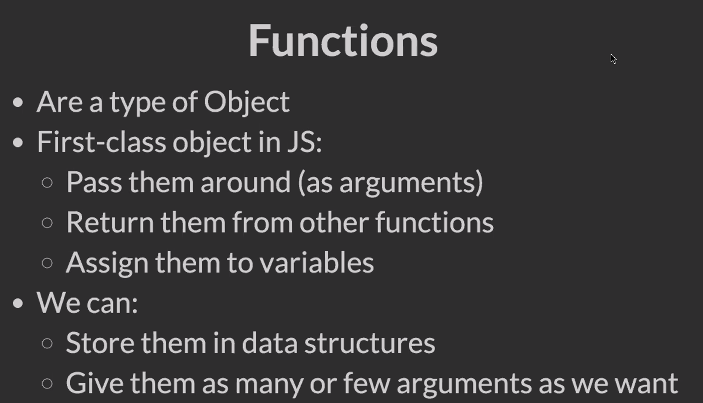 Functions
Are a type of Object
First-class object in JS:
Pass them around (as arguments)
Return them from other functions
Assign them to variables
We can:
Store them in data structures
Give them as many or few arguments as we want